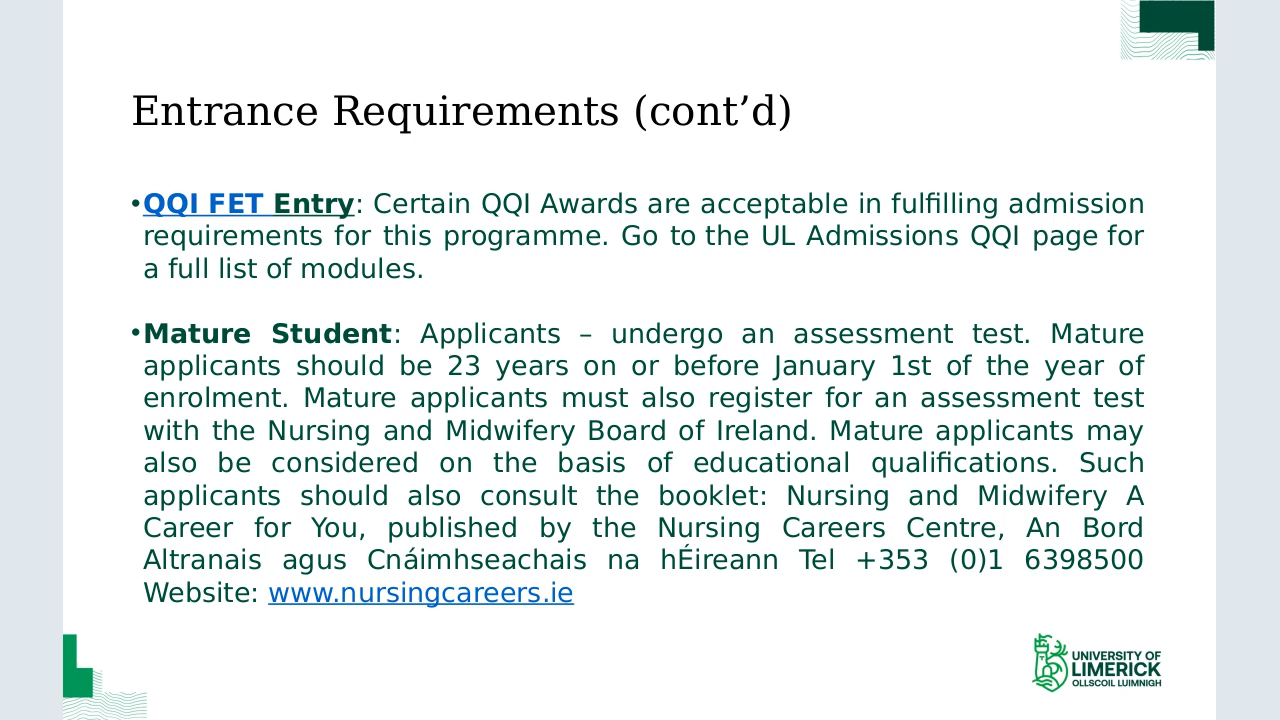 Entrance Requirements (cont’d)
•QQI FET Entry: Certain QQI Awards are acceptable in fulfilling admission
requirements for this programme. Go to the UL Admissions QQI page for
a full list of modules.
•Mature Student: Applicants – undergo an assessment test. Mature
applicants should be 23 years on or before January 1st of the year of
enrolment. Mature applicants must also register for an assessment test
with the Nursing and Midwifery Board of Ireland. Mature applicants may
also be considered on the basis of educational qualifications. Such
applicants should also consult the booklet: Nursing and Midwifery A
Career for You, published by the Nursing Careers Centre, An Bord
Altranais agus Cnáimhseachais na hÉireann Tel +353 (0)1 6398500
Website: www.nursingcareers.ie
UNIVERSITY OF
LIMERICK
OLLSCOIL LUIMNIGH